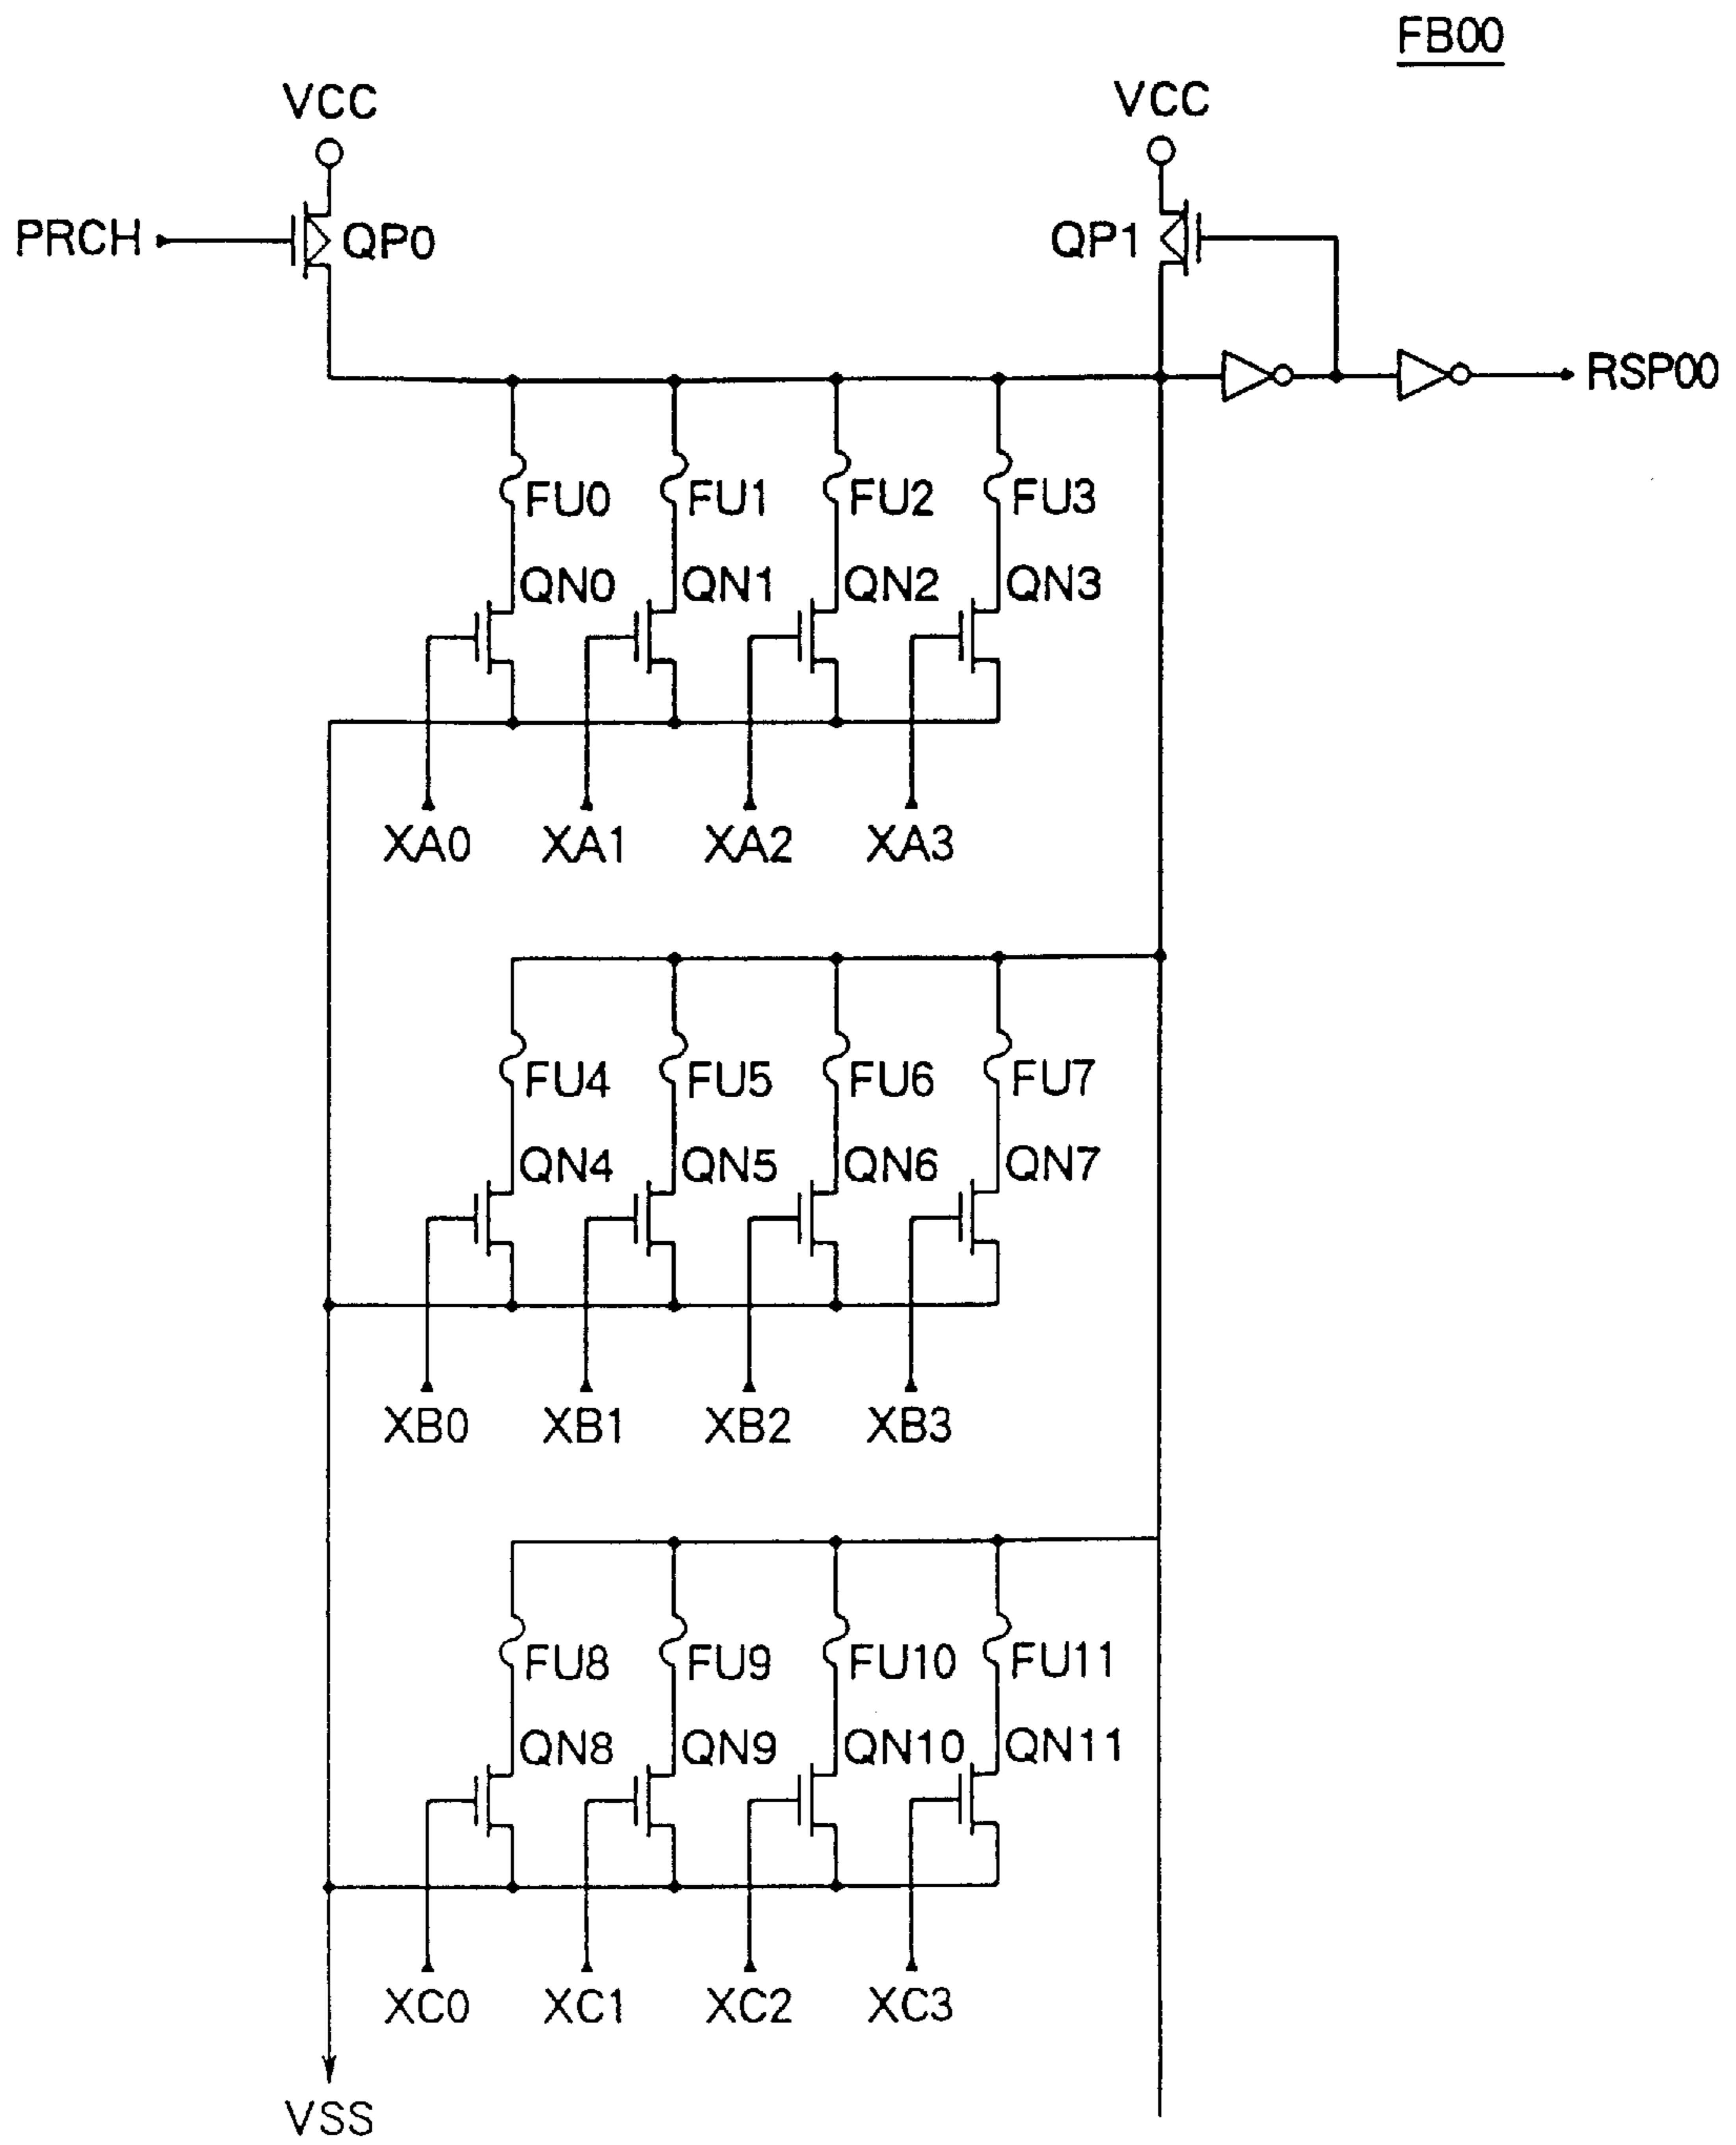 FB00
VCC VCC
PRCH QP0 QP1
RSP00
FU0 FU1 FU2 FU3
QN0 QN1 QN2 QN3
XA0 XA1 XA2 XA3
FU4 FU5 FU6 FU7
QN4 QN5 QN6 QN7
XB0 XB1 XB2 XB3
FU8 FU9 FU10 FU11
QN8 QN9 QN10 QN11
XC0 XC1 XC2 XC3
VSS